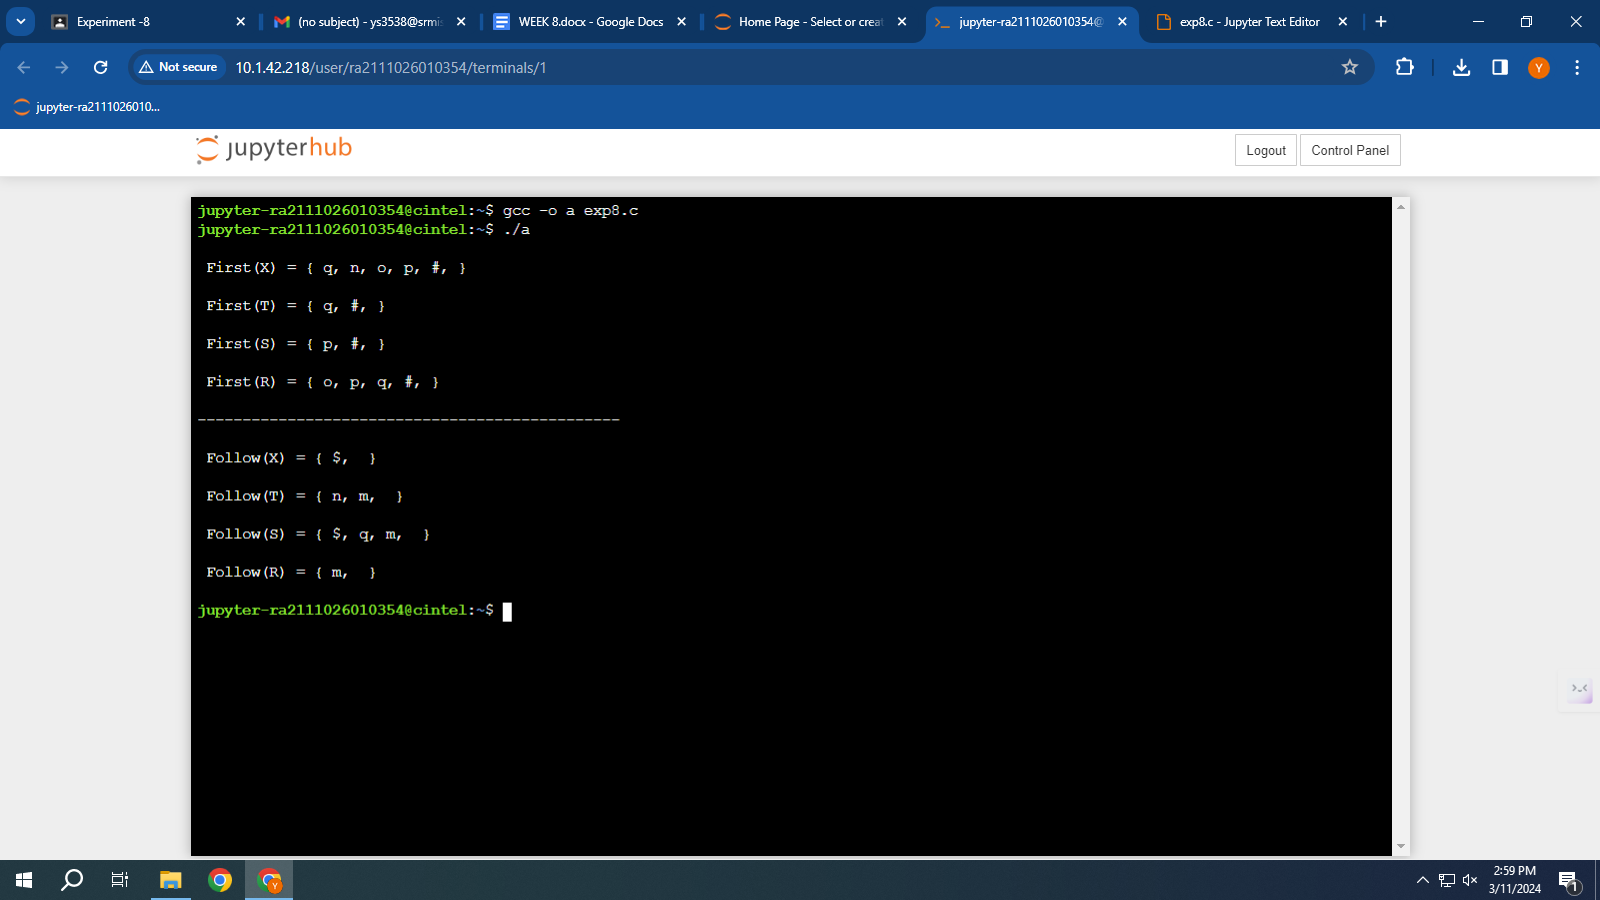 Experiment -8
(no subject) - ys3538@srmis
WEEK 8.docx - Google Docs
Home Page - Select or creat
jupyter-ra2111026010354@
exp8.c - Jupyter Text Editor
Not secure
10.1.42.218/user/ra2111026010354/terminals/1
Y
jupyter-ra2111026010...
jupyterhub
Logout
Control Panel
jupyter-ra2111026010354@cintel:~$ gcc -o a exp8.c
jupyter-ra2111026010354@cintel:~$ ./a
First(X) = { q, n, o, p, #, }
First(T) = { q, #, }
First(S) = { p, #, }
First(R) = { o, p, q, #, }
-----------------------------------------------
Follow(X) = { $,  }
Follow(T) = { n, m,  }
Follow(S) = { $, q, m,  }
Follow(R) = { m,  }
jupyter-ra2111026010354@cintel:~$
Y
2:59 PM
3/11/2024
1